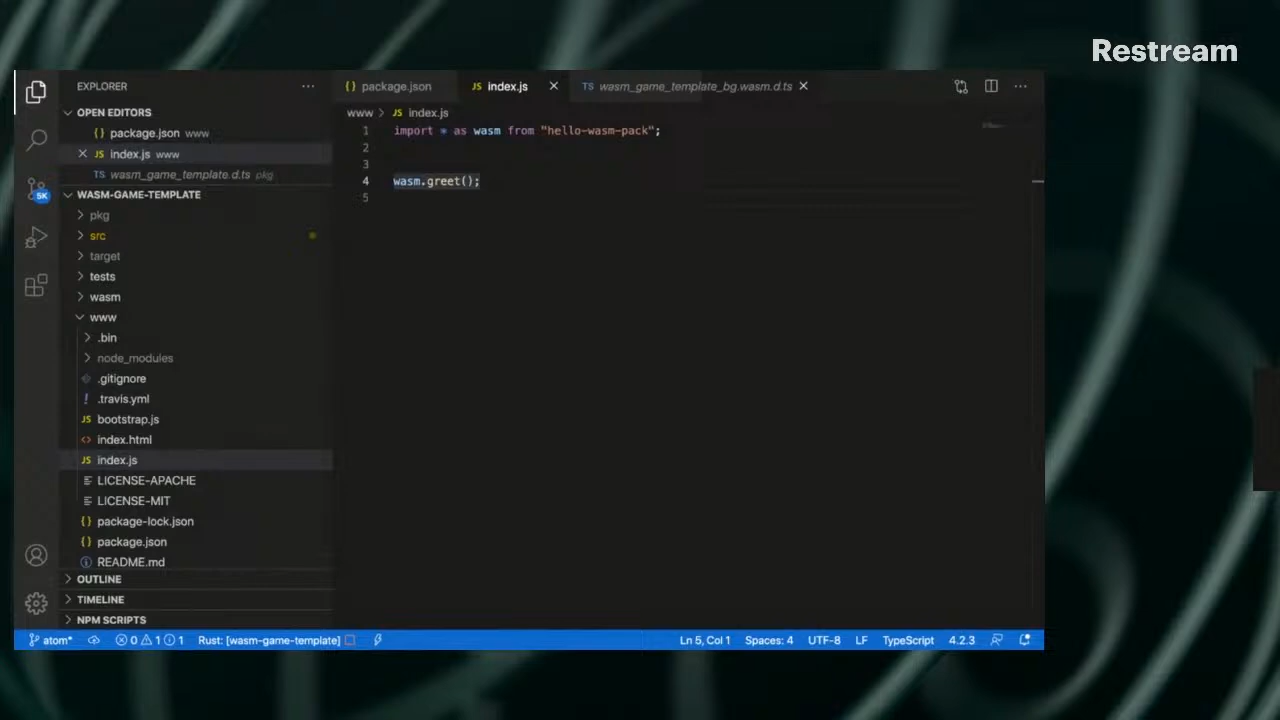 Restream
EXPLORER
OPEN EDITORS
package.json www
JS index.js www
TS wasm_game_template.d.ts pkg
5K
WASM-GAME-TEMPLATE
pkg
src
target
tests
wasm
www
.bin
node_modules
.gitignore
! .travis.yml
JS bootstrap.js
index.html
JS index.js
LICENSE-APACHE
LICENSE-MIT
{} package-lock.json
{} package.json
README.md
OUTLINE
TIMELINE
NPM SCRIPTS
{} package.json
JS index.js
TS wasm_game_template_bg.wasm.d.ts
www > JS index.js
1 import * as wasm from "hello-wasm-pack";
2
3
4 wasm.greet();
5
atom* 0 1 1 Rust: [wasm-game-template] Ln 5, Col 1 Spaces: 4 UTF-8 LF TypeScript 4.2.3